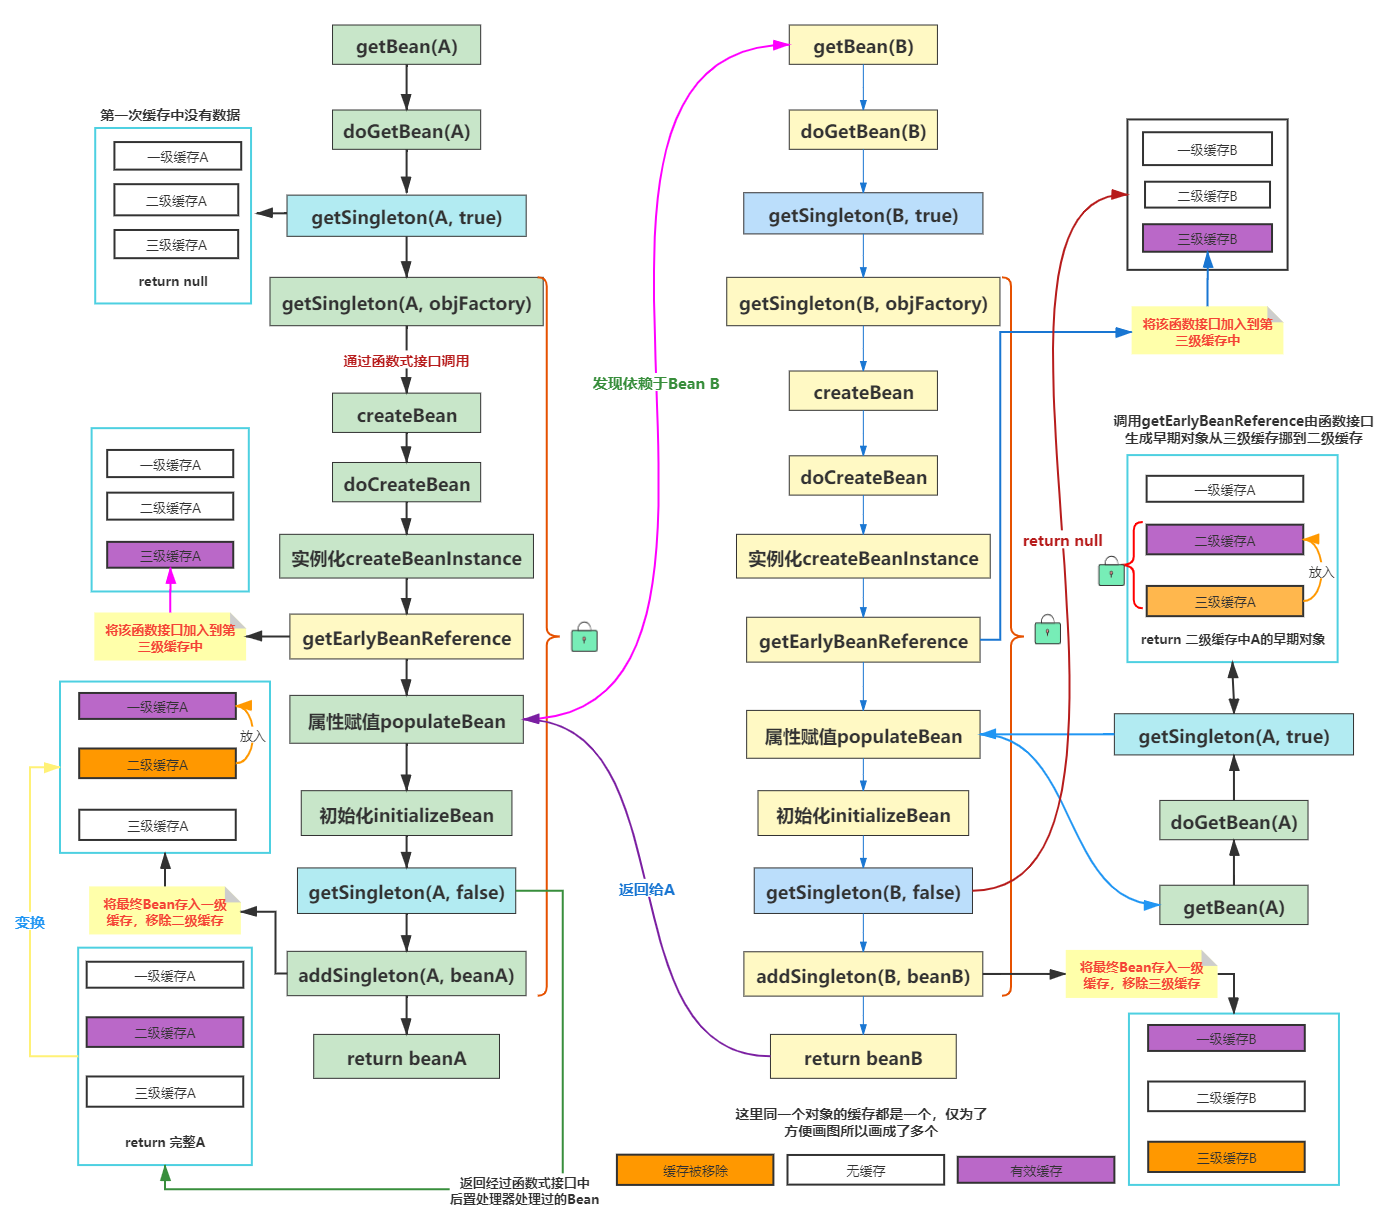 getBean(A)
doGetBean(A)
第一次缓存中没有数据
一级缓存A
二级缓存A
三级缓存A
return null
getSingleton(A, true)
getSingleton(A, objFactory)
通过函数式接口调用
createBean
doCreateBean
一级缓存A
二级缓存A
三级缓存A
实例化createBeanInstance
将该函数接口加入到第
三级缓存中
getEarlyBeanReference
一级缓存A
放入
二级缓存A
三级缓存A
属性赋值populateBean
初始化initializeBean
getSingleton(A, false)
将最终Bean存入一级
缓存，移除二级缓存
变换
addSingleton(A, beanA)
一级缓存A
二级缓存A
三级缓存A
return 完整A
return beanA
返回经过函数式接口中
后置处理器处理过的Bean
发现依赖于Bean B
返回给A
getBean(B)
doGetBean(B)
getSingleton(B, true)
getSingleton(B, objFactory)
createBean
doCreateBean
实例化createBeanInstance
getEarlyBeanReference
属性赋值populateBean
初始化initializeBean
getSingleton(B, false)
addSingleton(B, beanB)
return beanB
一级缓存B
二级缓存B
三级缓存B
将该函数接口加入到第
三级缓存中
return null
调用getEarlyBeanReference由函数接口
生成早期对象从三级缓存挪到二级缓存
一级缓存A
二级缓存A
放入
三级缓存A
return 二级缓存中A的早期对象
getSingleton(A, true)
doGetBean(A)
getBean(A)
将最终Bean存入一级
缓存，移除三级缓存
一级缓存B
二级缓存B
三级缓存B
这里同一个对象的缓存都是一个，仅为了
方便画图所以画成了多个
缓存被移除
无缓存
有效缓存